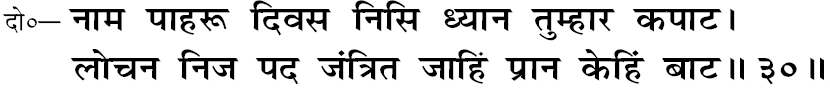 दो०— नाम पाहरू दिवस निसि ध्यान तुम्हार कपाट।
लोचन निज पद जंत्रित जाहिं प्रान केहिं बाट॥ ३०॥